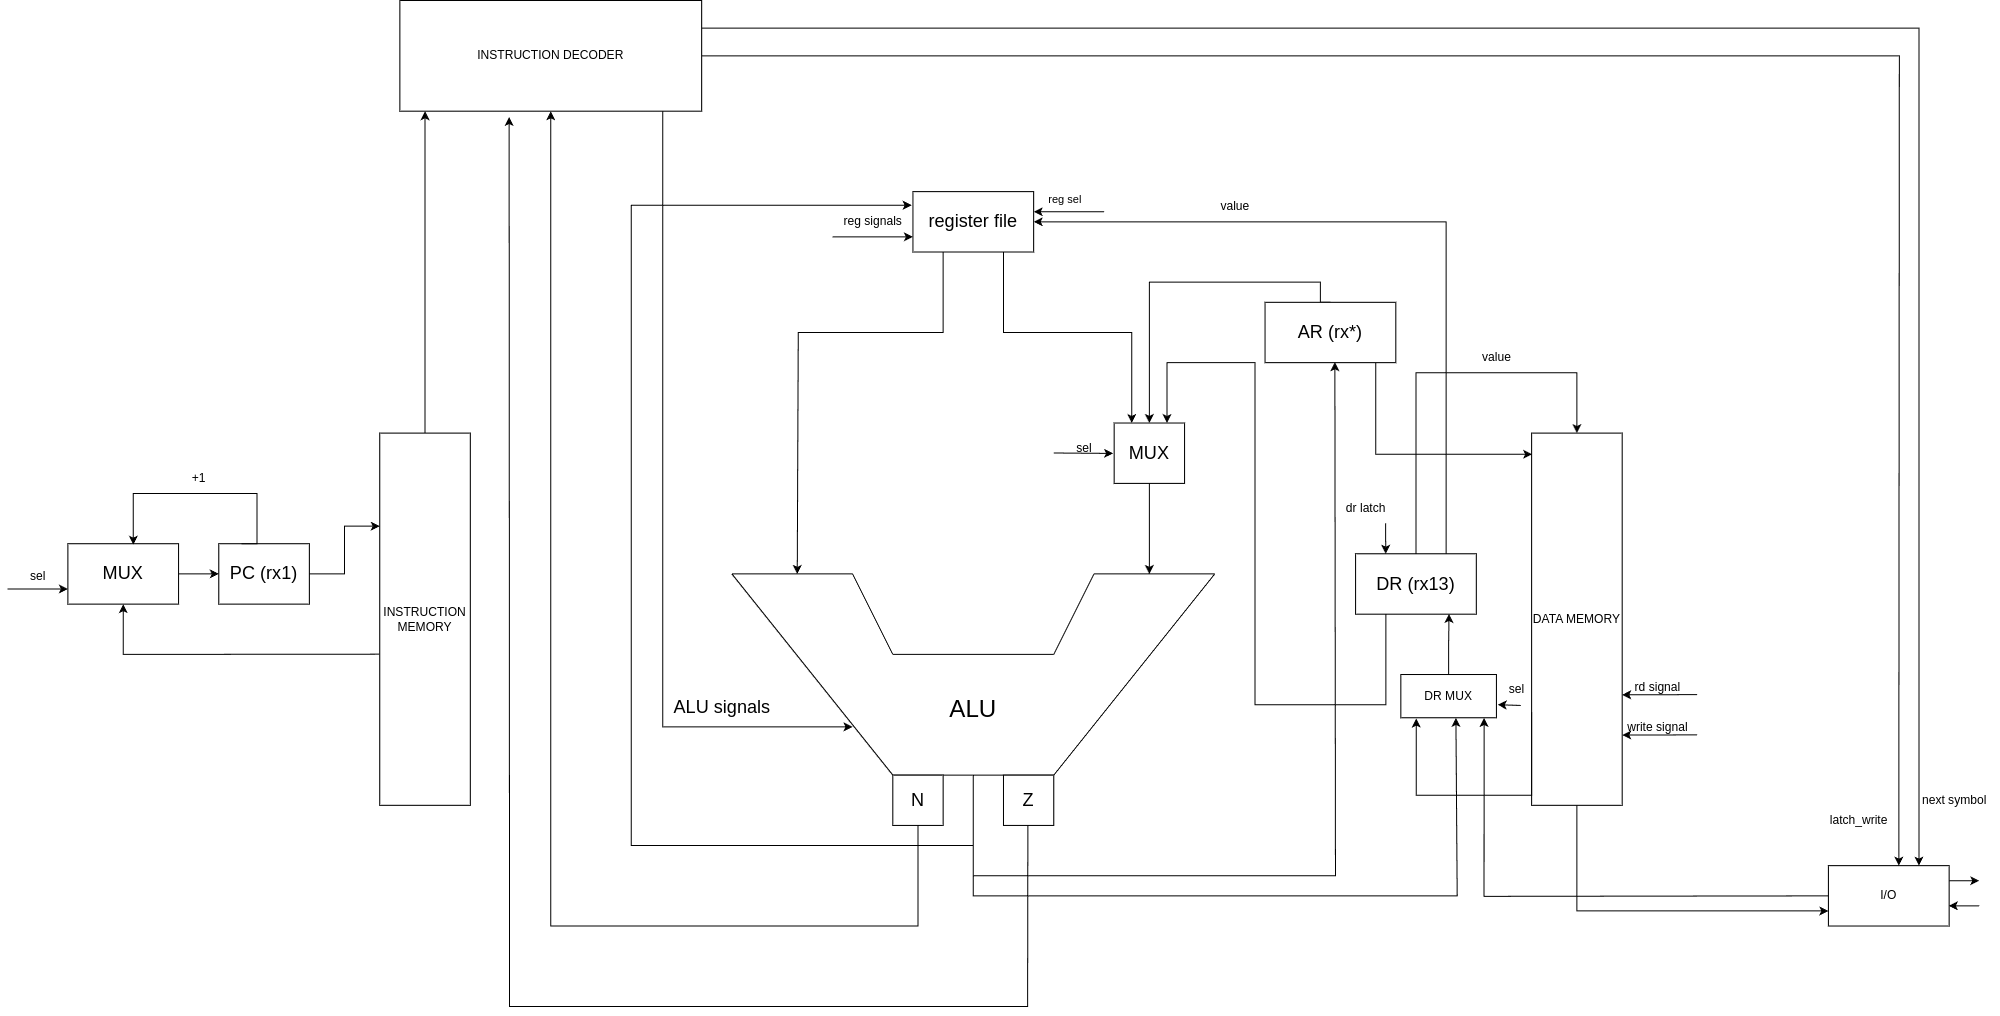 INSTRUCTION DECODER
reg sel
value
reg signals
register file
AR (rx*)
value
sel
MUX
+1
dr latch
sel
MUX
PC (rx1)
DR (rx13)
INSTRUCTION
MEMORY
DATA MEMORY
rd signal
sel
DR MUX
ALU signals
ALU
write signal
N
Z
next symbol
latch_write
I/O